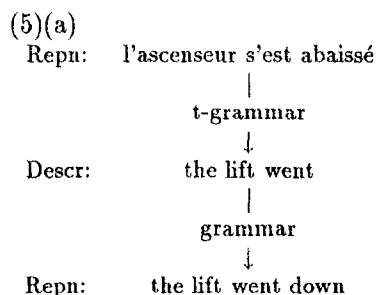 (5)(a)
Repn: l'ascenseur s'est abaissé
t-grammar
Descr: the lift went
grammar
Repn: the lift went down